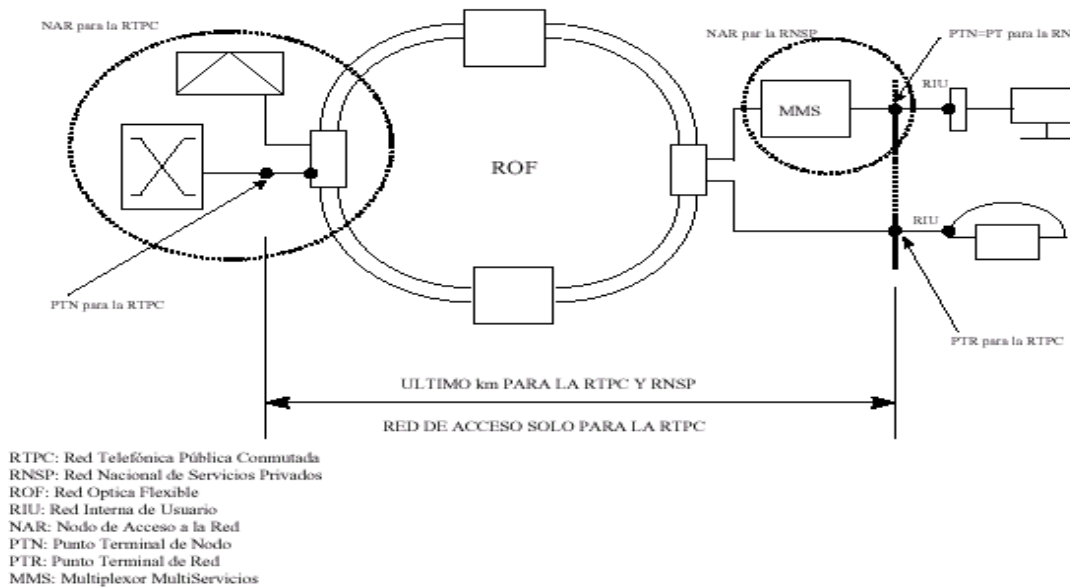 NAR para la RTPC
NAR par la RNSP
PTN=PT para la RN
RIU
MMS
ROF
RIU
PTN para la RTPC
PTR para la RTPC
ULTIMO km PARA LA RTPC Y RNSP
RED DE ACCESO SOLO PARA LA RTPC
RTPC: Red Telefónica Pública Conmutada
RNSP: Red Nacional de Servicios Privados
ROF: Red Optica Flexible
RIU: Red Interna de Usuario
NAR: Nodo de Acceso a la Red
PTN: Punto Terminal de Nodo
PTR: Punto Terminal de Red
MMS: Multiplexor MultiServicios